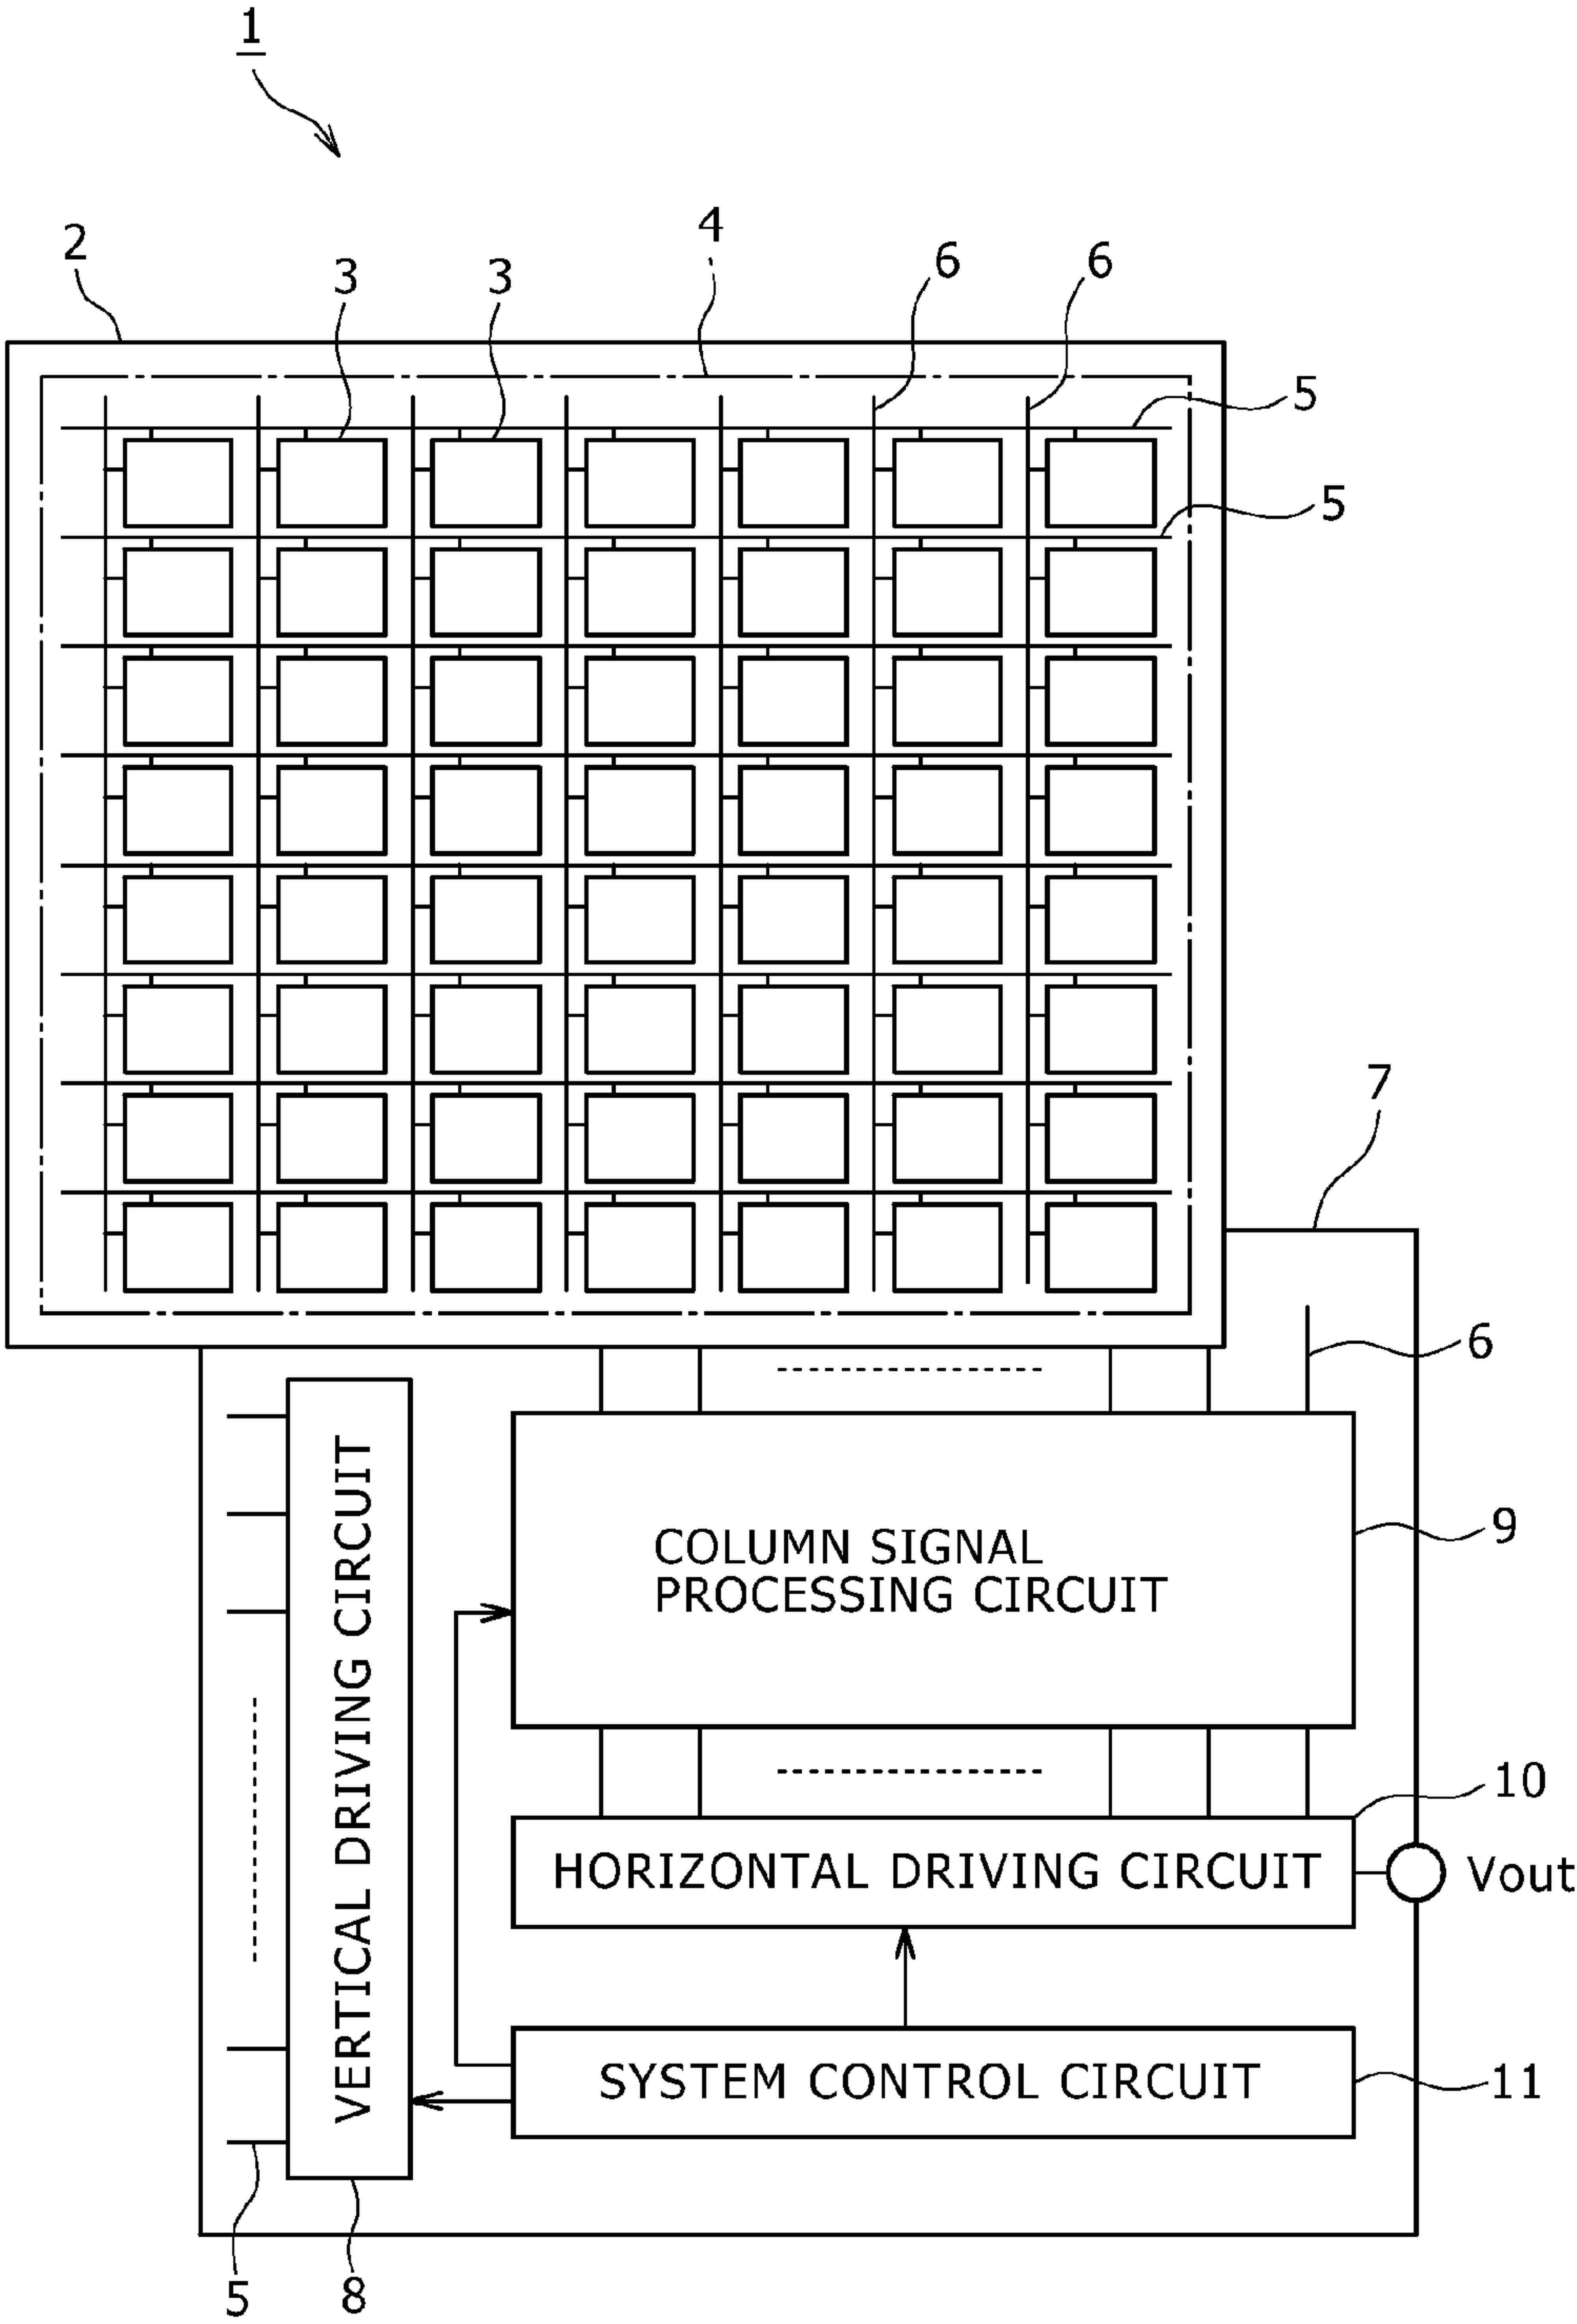 1
2
3
3
4
6
6
5
5
7
6
VERTICAL DRIVING CIRCUIT
COLUMN SIGNAL
PROCESSING CIRCUIT
9
10
HORIZONTAL DRIVING CIRCUIT
Vout
SYSTEM CONTROL CIRCUIT
11
5
8